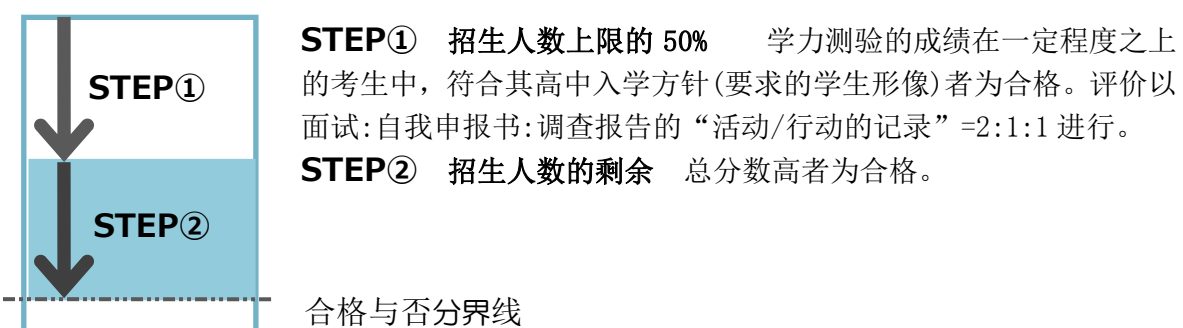 STEP①
STEP②
STEP① 招生人数上限的 50% 学力测验的成绩在一定程度之上
的考生中，符合其高中入学方针(要求的学生形像)者为合格。评价以
面试:自我申报书:调查报告的“活动/行动的记录”=2:1:1 进行。
STEP② 招生人数的剩余 总分数高者为合格。
合格与否分界线